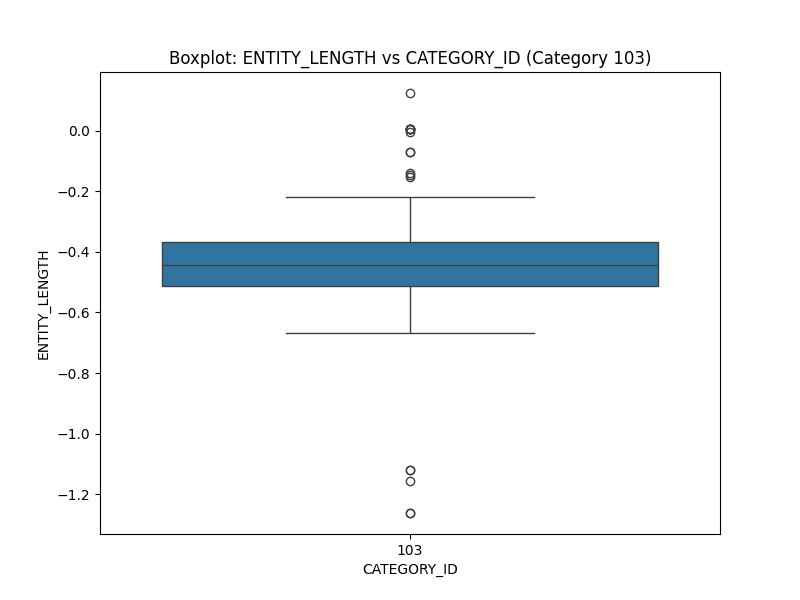 Boxplot: ENTITY_LENGTH vs CATEGORY_ID (Category 103)
0.0
−0.2
−0.4
−0.6
−0.8
−1.0
−1.2
ENTITY_LENGTH
103
CATEGORY_ID